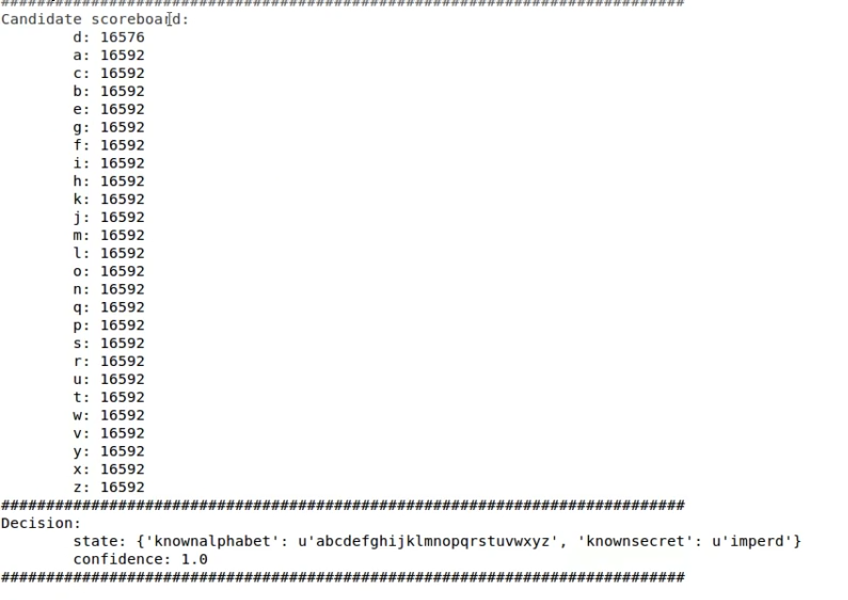 ################################################################################
Candidate scoreboard:
d: 16576
a: 16592
c: 16592
b: 16592
e: 16592
g: 16592
f: 16592
i: 16592
h: 16592
k: 16592
j: 16592
m: 16592
l: 16592
o: 16592
n: 16592
q: 16592
p: 16592
s: 16592
r: 16592
u: 16592
t: 16592
w: 16592
v: 16592
y: 16592
x: 16592
z: 16592
############################################################################
Decision:
state: {'knownalphabet': u'abcdefghijklmnopqrstuvwxyz', 'knownsecret': u'imperd'}
confidence: 1.0
############################################################################